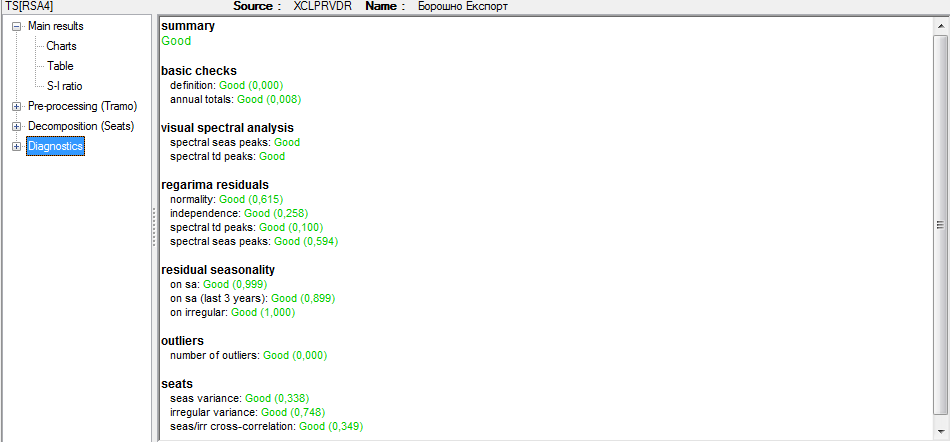 TS[RSA4] Source : XCLPRVDR Name : Борошно Експорт
Main results
Charts
Table
S-I ratio
Pre-processing (Tramo)
Decomposition (Seats)
Diagnostics
summary
Good
basic checks
definition: Good (0,000)
annual totals: Good (0,008)
visual spectral analysis
spectral seas peaks: Good
spectral td peaks: Good
regarima residuals
normality: Good (0,615)
independence: Good (0,258)
spectral td peaks: Good (0,100)
spectral seas peaks: Good (0,594)
residual seasonality
on sa: Good (0,999)
on sa (last 3 years): Good (0,899)
on irregular: Good (1,000)
outliers
number of outliers: Good (0,000)
seats
seas variance: Good (0,338)
irregular variance: Good (0,748)
seas/irr cross-correlation: Good (0,349)